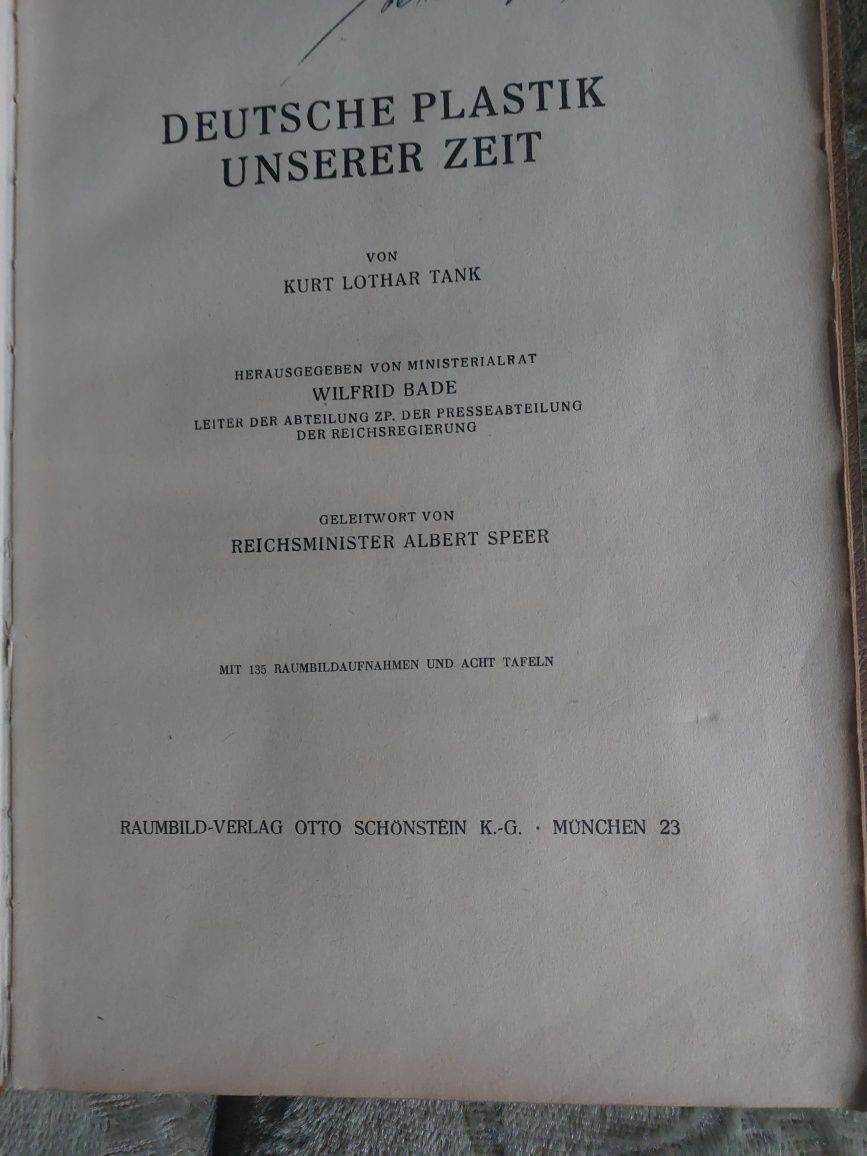 DEUTSCHE PLASTIK
UNSERER ZEIT
VON
KURT LOTHAR TANK
HERAUSGEGEBEN VON MINISTERIALRAT
WILFRID BADE
LEITER DER ABTEILUNG ZP. DER PRESSEABTEILUNG
DER REICHSREGIERUNG
GELEITWORT VON
REICHSMINISTER ALBERT SPEER
MIT 135 RAUMBILDAUFNAHMEN UND ACHT TAFELN
RAUMBILD-VERLAG OTTO SCHÖNSTEIN K.-G. · MÜNCHEN 23